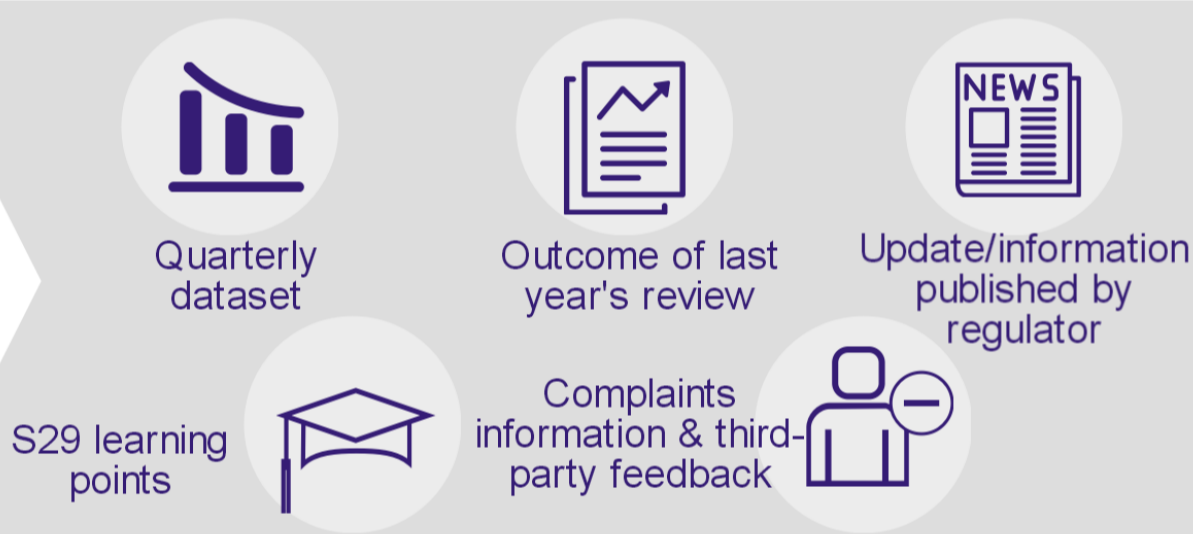 NEWS
Quarterly
dataset
Outcome of last
year's review
Update/information
published by
regulator
S29 learning
points
Complaints
information & third-
party feedback